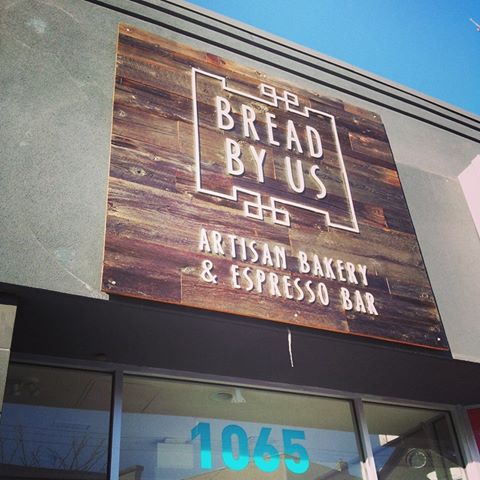 BREAD
BY US
ARTISAN BAKERY
& ESPRESSO BAR
1065